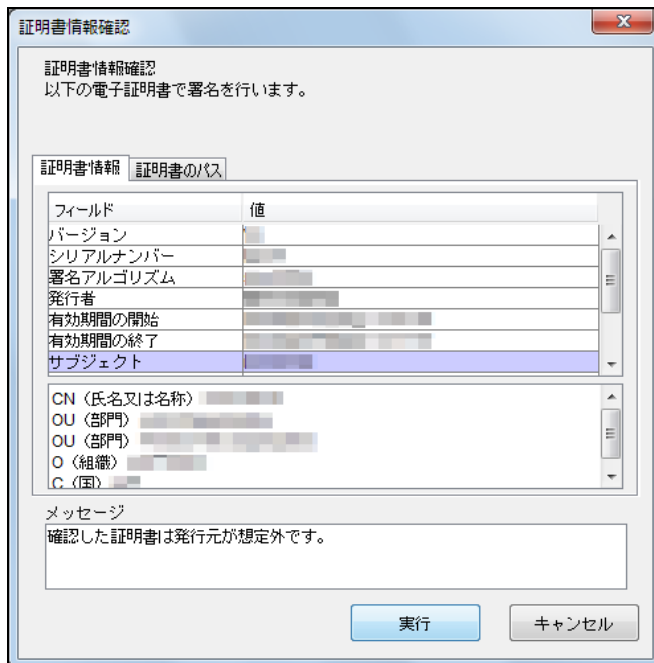 証明書情報確認
証明書情報確認
以下の電子証明書で署名を行います。
証明書情報 証明書のパス
フィールド 値
バージョン
シリアルナンバー
署名アルゴリズム
発行者
有効期間の開始
有効期間の終了
サブジェクト
CN（氏名又は名称）
OU（部門）
OU（部門）
O（組織）
C（国）
メッセージ
確認した証明書は発行元が想定外です。
実行 キャンセル